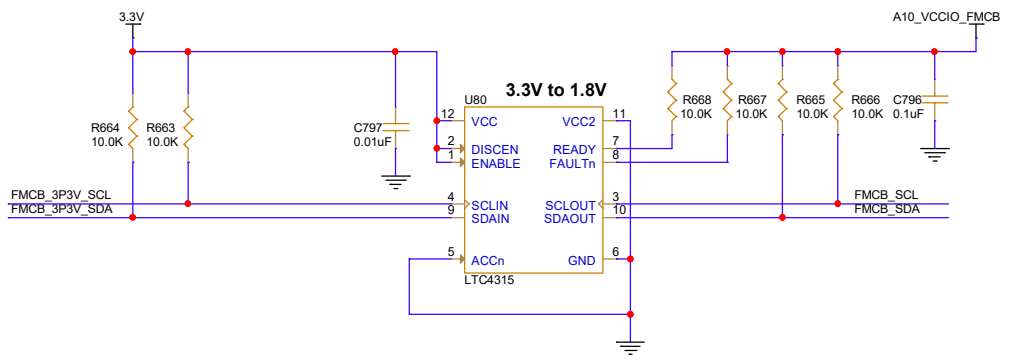 3.3V
A10_VCCIO_FMCB
3.3V to 1.8V
U80
R664
10.0K
R663
10.0K
C797
0.01uF
R668
10.0K
R667
10.0K
R665
10.0K
R666
10.0K
C796
0.1uF
12 VCC VCC2 11
2 DISCEN READY 7
1 ENABLE FAULTn 8
FMCB_3P3V_SCL 4 SCLIN SCLOUT 3 FMCB_SCL
FMCB_3P3V_SDA 9 SDAIN SDAOUT 10 FMCB_SDA
5 ACCn GND 6
LTC4315